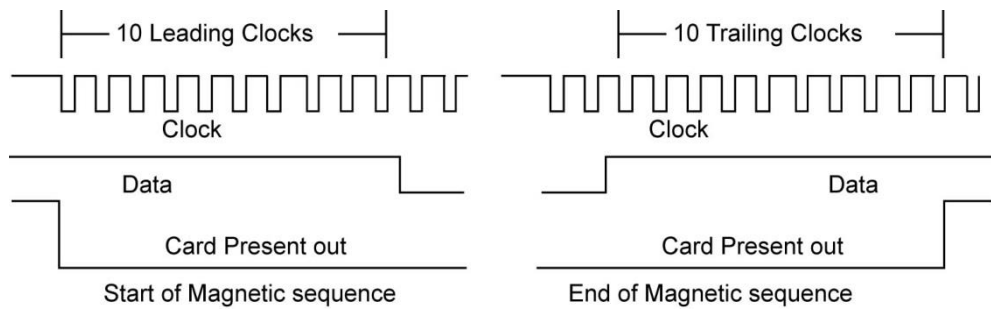 10 Leading Clocks
10 Trailing Clocks
Clock
Clock
Data
Data
Card Present out
Card Present out
Start of Magnetic sequence
End of Magnetic sequence